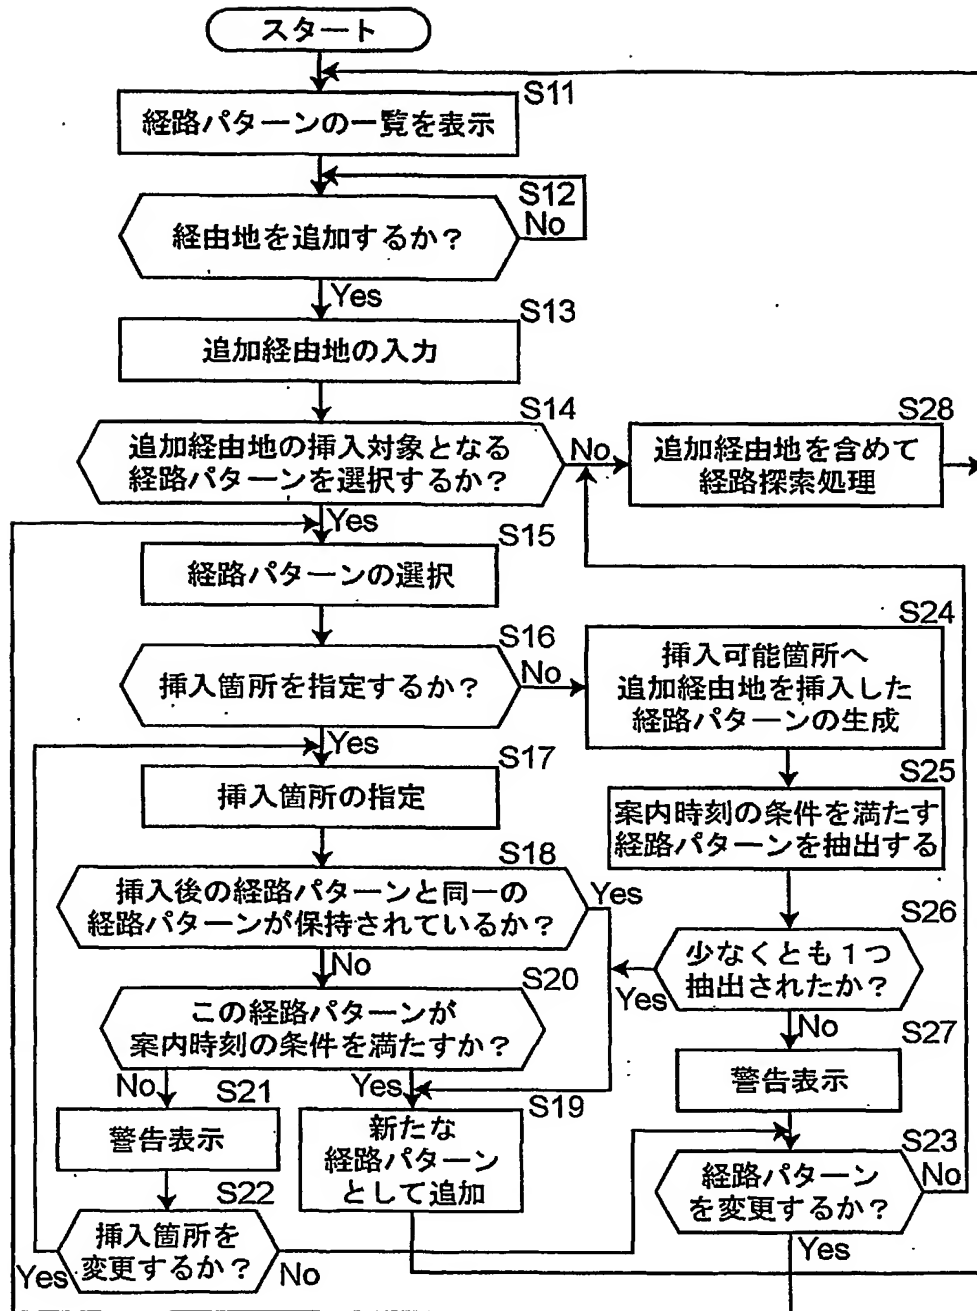 スタート
S11
経路パターンの一覧を表示
S12
No
経由地を追加するか？
Yes
S13
追加経由地の入力
S14
追加経由地の挿入対象となる
経路パターンを選択するか？
No
S28
追加経由地を含めて
経路探索処理
Yes
S15
経路パターンの選択
S16
挿入箇所を指定するか？
No
S24
挿入可能箇所へ
追加経由地を挿入した
経路パターンの生成
Yes
S17
挿入箇所の指定
S25
案内時刻の条件を満たす
経路パターンを抽出する
S18
挿入後の経路パターンと同一の
経路パターンが保持されているか？
Yes
S26
少なくとも１つ
抽出されたか？
Yes
No
No
S20
この経路パターンが
案内時刻の条件を満たすか？
S27
警告表示
No
S21
警告表示
Yes
S19
新たな
経路パターン
として追加
S23
経路パターン
を変更するか？
No
Yes
S22
挿入箇所を
変更するか？
Yes
No